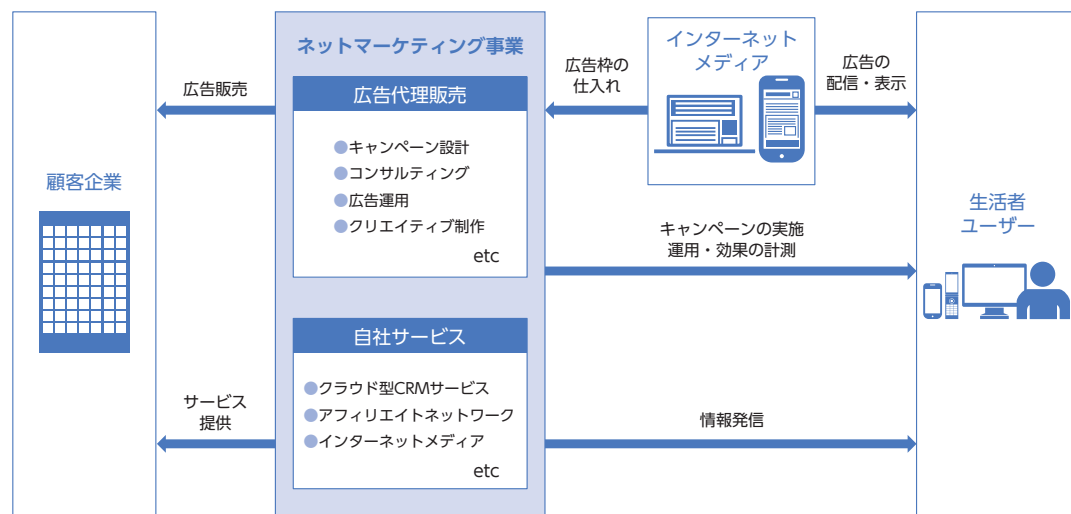 顧客企業
広告販売
サービス
提供
ネットマーケティング事業
広告代理販売
●キャンペーン設計
●コンサルティング
●広告運用
●クリエイティブ制作
etc
自社サービス
●クラウド型CRMサービス
●アフィリエイトネットワーク
●インターネットメディア
etc
広告枠の
仕入れ
インターネット
メディア
広告の
配信・表示
キャンペーンの実施
運用・効果の計測
情報発信
生活者
ユーザー